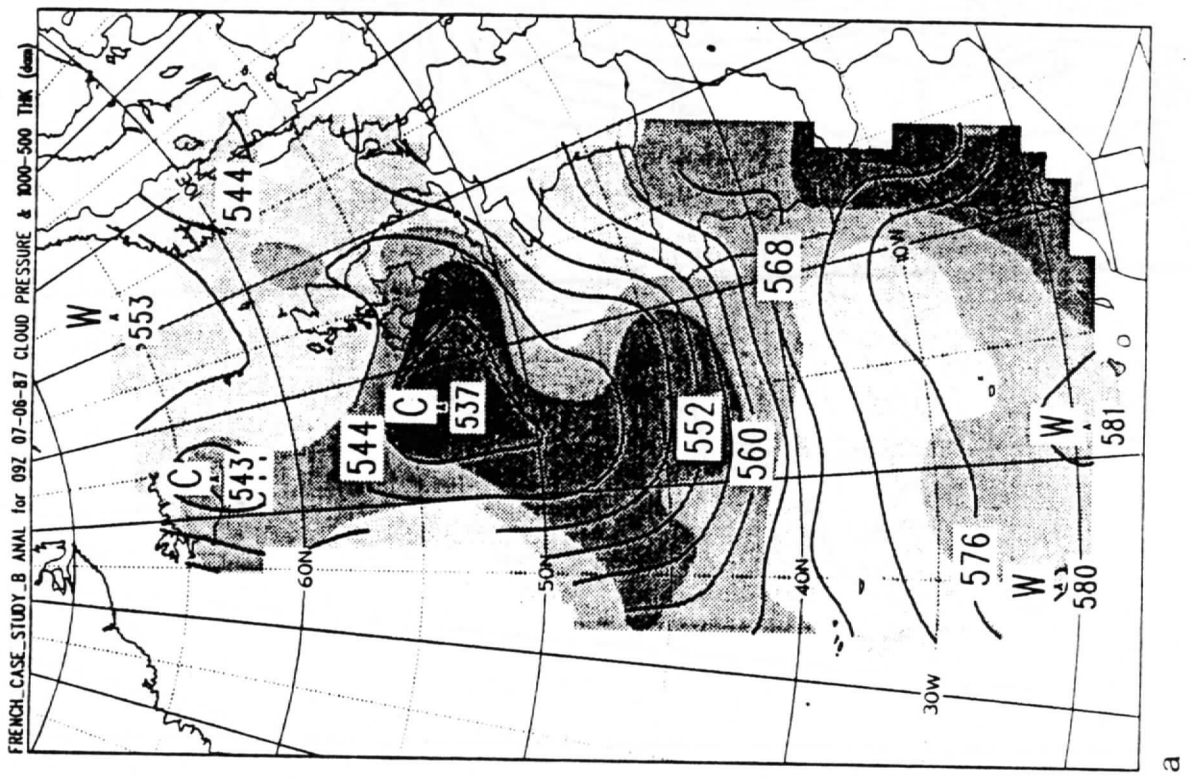 FRENCH_CASE_STUDY_B ANAL for 09Z 07-06-87 CLOUD PRESSURE & 1000-500 THK (dam)
W
553
544
10E
C
543
544
C
537
60N
50N
552
560
568
40N
10W
30W
576
W
580
W
581
a